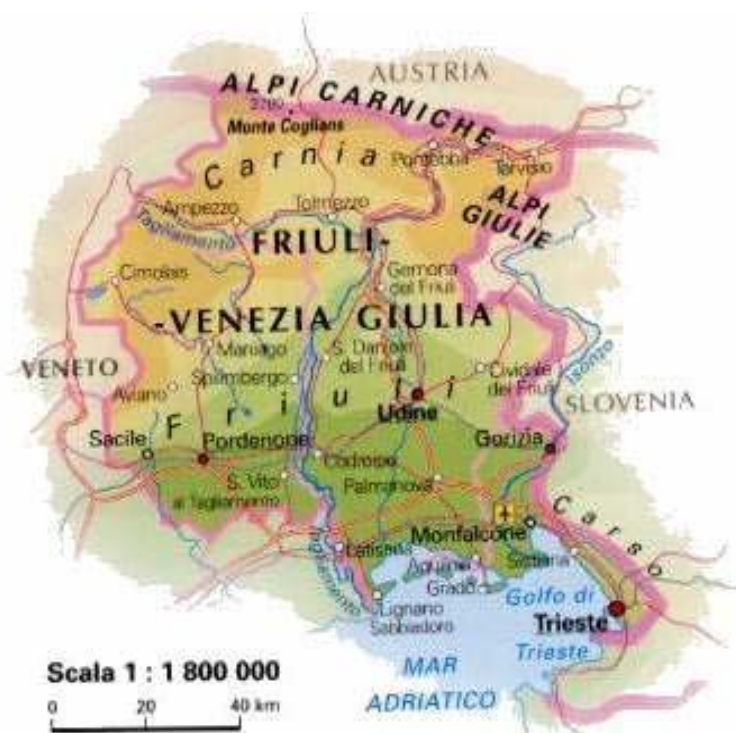 AUSTRIA
ALPI CARNICHE
2780
Monte Coglians
Carnia
Pontebba
Tarvisio
ALPI
GIULIE
Ampezzo
Tolmezzo
Tagliamento
FRIULI-
Cimolais
Gemona
del Friuli
-VENEZIA GIULIA
Maniago
S. Daniele
del Friuli
VENETO
Spilimbergo
Cividale
del Friuli
Isonzo
Aviano
Friuli
Udine
SLOVENIA
Sacile
Pordenone
Codroipo
Gorizia
S. Vito
al Tagliamento
Palmanova
Carso
Monfalcone
Latisana
Aquileia
Sistiana
Tagliamento
Grado
Golfo di
Trieste
Lignano
Sabbiadoro
Trieste
MAR
ADRIATICO
Scala 1 : 1 800 000
0 20 40 km